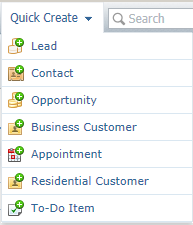 Quick Create Search
Lead
Contact
Opportunity
Business Customer
Appointment
Residential Customer
To-Do Item